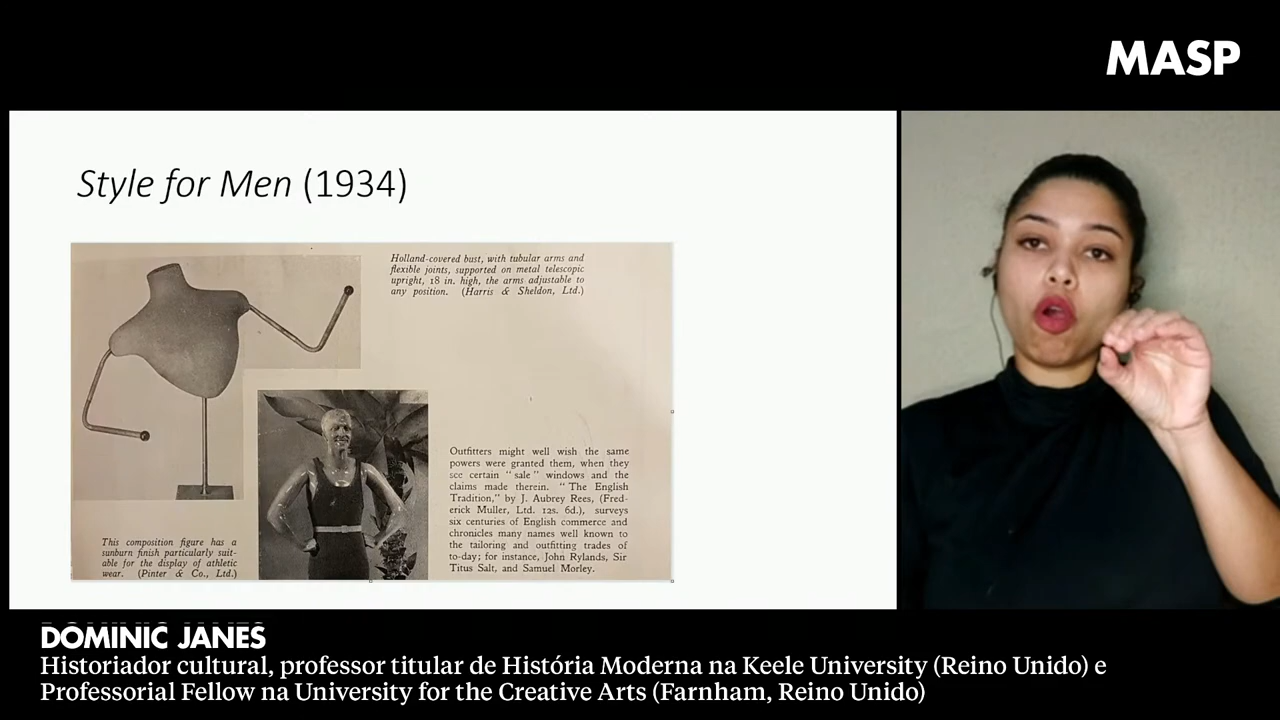 MASP
Style for Men (1934)
Holland-covered bust, with tubular arms and
flexible joints, supported on metal telescopic
upright, 18 in. high, the arms adjustable to
any position. (Harris & Sheldon, Ltd.)
Outfitters might well wish the same
powers were granted them, when they
see certain "sale" windows and the
claims made therein. "The English
Tradition," by J. Aubrey Rees, (Fred-
erick Muller, Ltd. 12s. 6d.), surveys
six centuries of English commerce and
chronicles many names well known to
the tailoring and outfitting trades of
to-day; for instance, John Rylands, Sir
Titus Salt, and Samuel Morley.
This composition figure has a
sunburn finish particularly suit-
able for the display of athletic
wear. (Pinter & Co., Ltd.)
DOMINIC JANES
Historiador cultural, professor titular de História Moderna na Keele University (Reino Unido) e
Professorial Fellow na University for the Creative Arts (Farnham, Reino Unido)